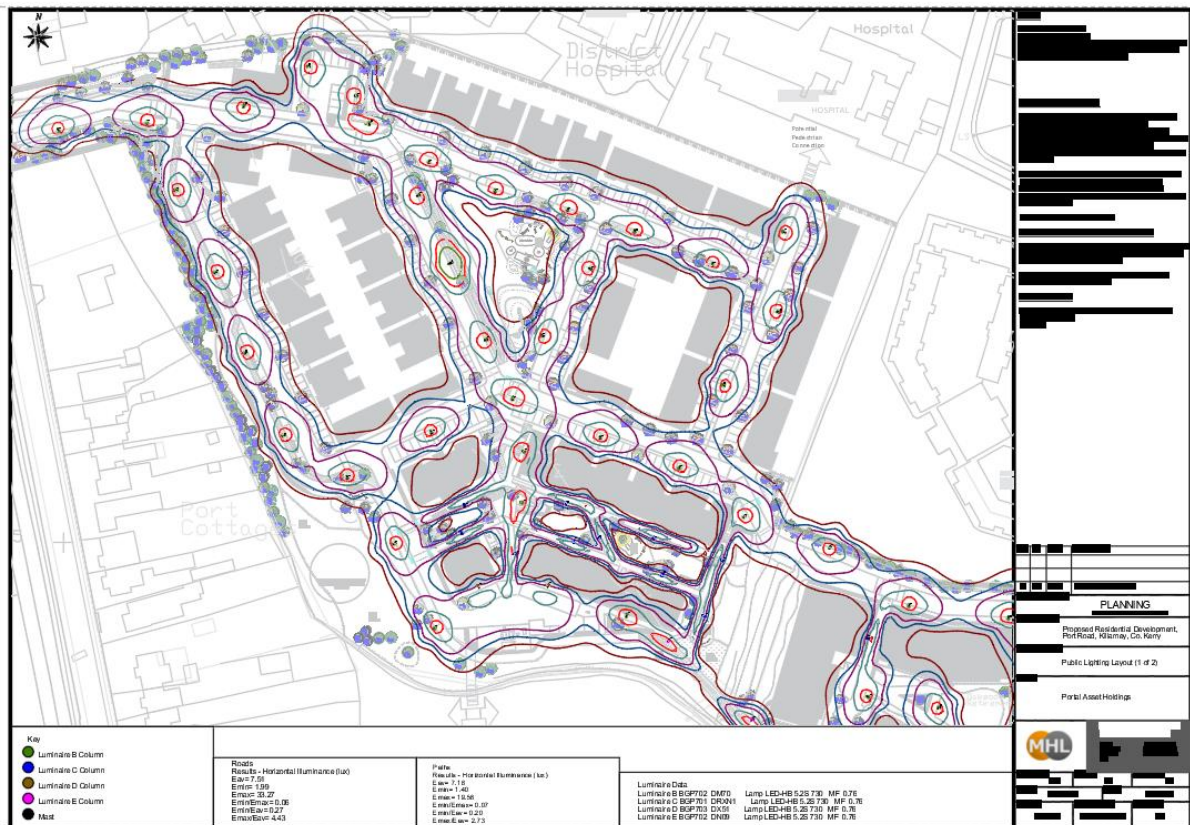 N
District
Hospital
Hospital
HOSPITAL
Potential
Pedestrian
Connection
Port
Cottage
PLANNING
Proposed Residential Development,
Port Road, Killarney, Co. Kerry
Public Lighting Layout (1 of 2)
Portal Asset Holdings
MHL
Key
Luminaire B Column
Luminaire C Column
Luminaire D Column
Luminaire E Column
Mast
Roads
Results - Horizontal Illuminance (lux)
Eav= 7.51
Emin= 1.99
Emax= 33.27
Emin/Emax= 0.06
Emin/Eav= 0.27
Emax/Eav= 4.43
Paths
Results - Horizontal Illuminance (lux)
Eav= 7.18
Emin= 1.40
Emax= 19.58
Emin/Emax= 0.07
Emin/Eav= 0.20
Emax/Eav= 2.73
Luminaire Data
Luminaire B BGP702 DM70 Lamp LED-HB 5.2S 730 MF 0.76
Luminaire C BGP701 DRXN1 Lamp LED-HB 5.2S 730 MF 0.76
Luminaire D BGP703 DX51 Lamp LED-HB 5.2S 730 MF 0.76
Luminaire E BGP702 DN09 Lamp LED-HB 5.2S 730 MF 0.76